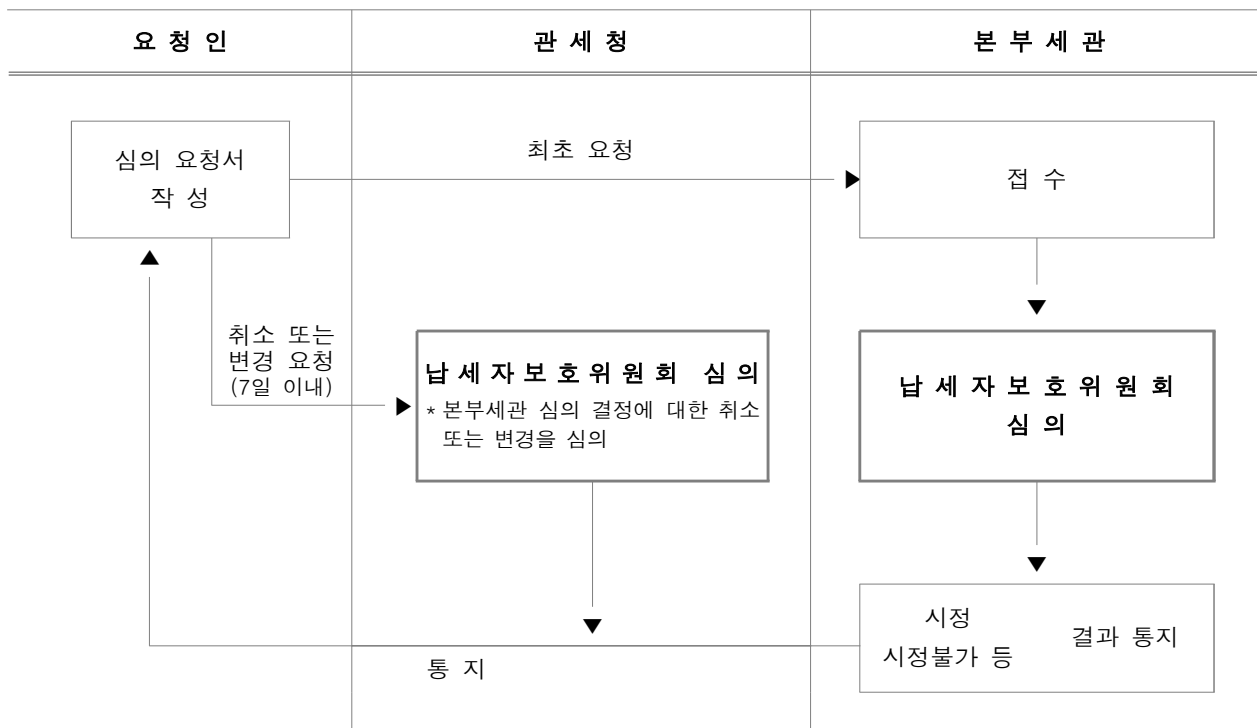 요 청 인
관 세 청
본 부 세 관
심의 요청서
작 성
최초 요청
접 수
취소 또는
변경 요청
(7일 이내)
납 세 자 보 호 위 원 회 심 의
* 본부세관 심의 결정에 대한 취소
또는 변경을 심의
납 세 자 보 호 위 원 회
심 의
시정
시정불가 등
결과 통지
통 지